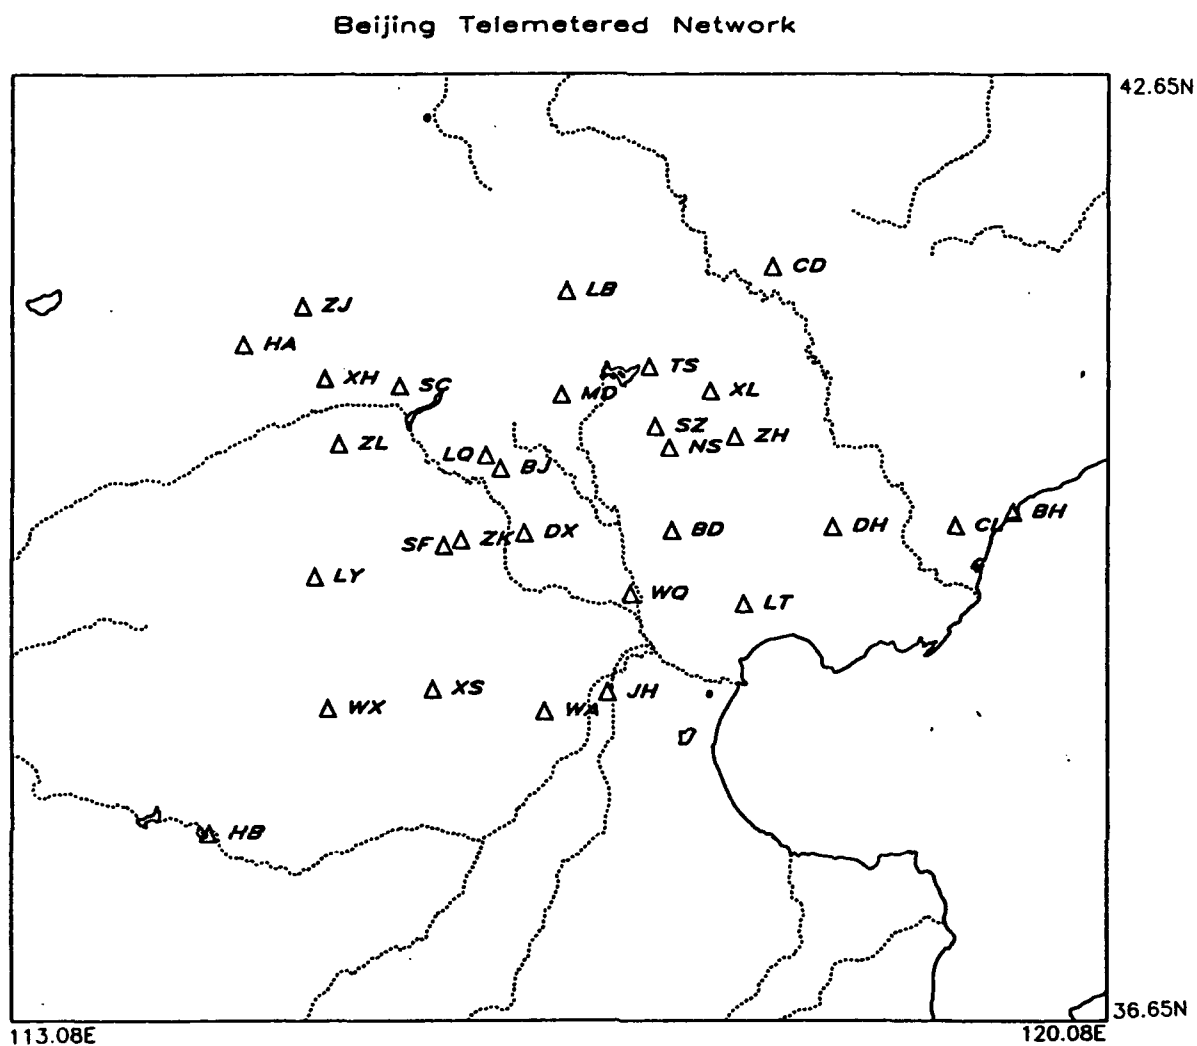 Beijing Telemetered Network
42.65N
CD
LB
ZJ
HA
TS
XH
SC
MD
XL
SZ
ZH
ZL
NS
LQ
BJ
BH
CL
DH
BD
DX
ZK
SF
LY
WQ
LT
XS
JH
WX
WA
HB
36.65N
113.08E
120.08E